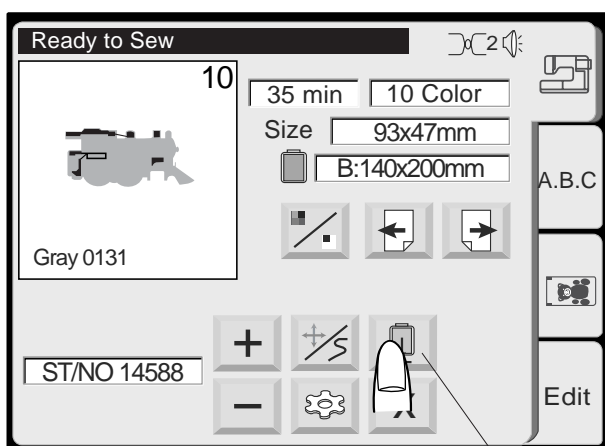 Ready to Sew
2
10
35 min
10 Color
Size
93x47mm
B:140x200mm
A.B.C
Gray 0131
ST/NO 14588
Edit